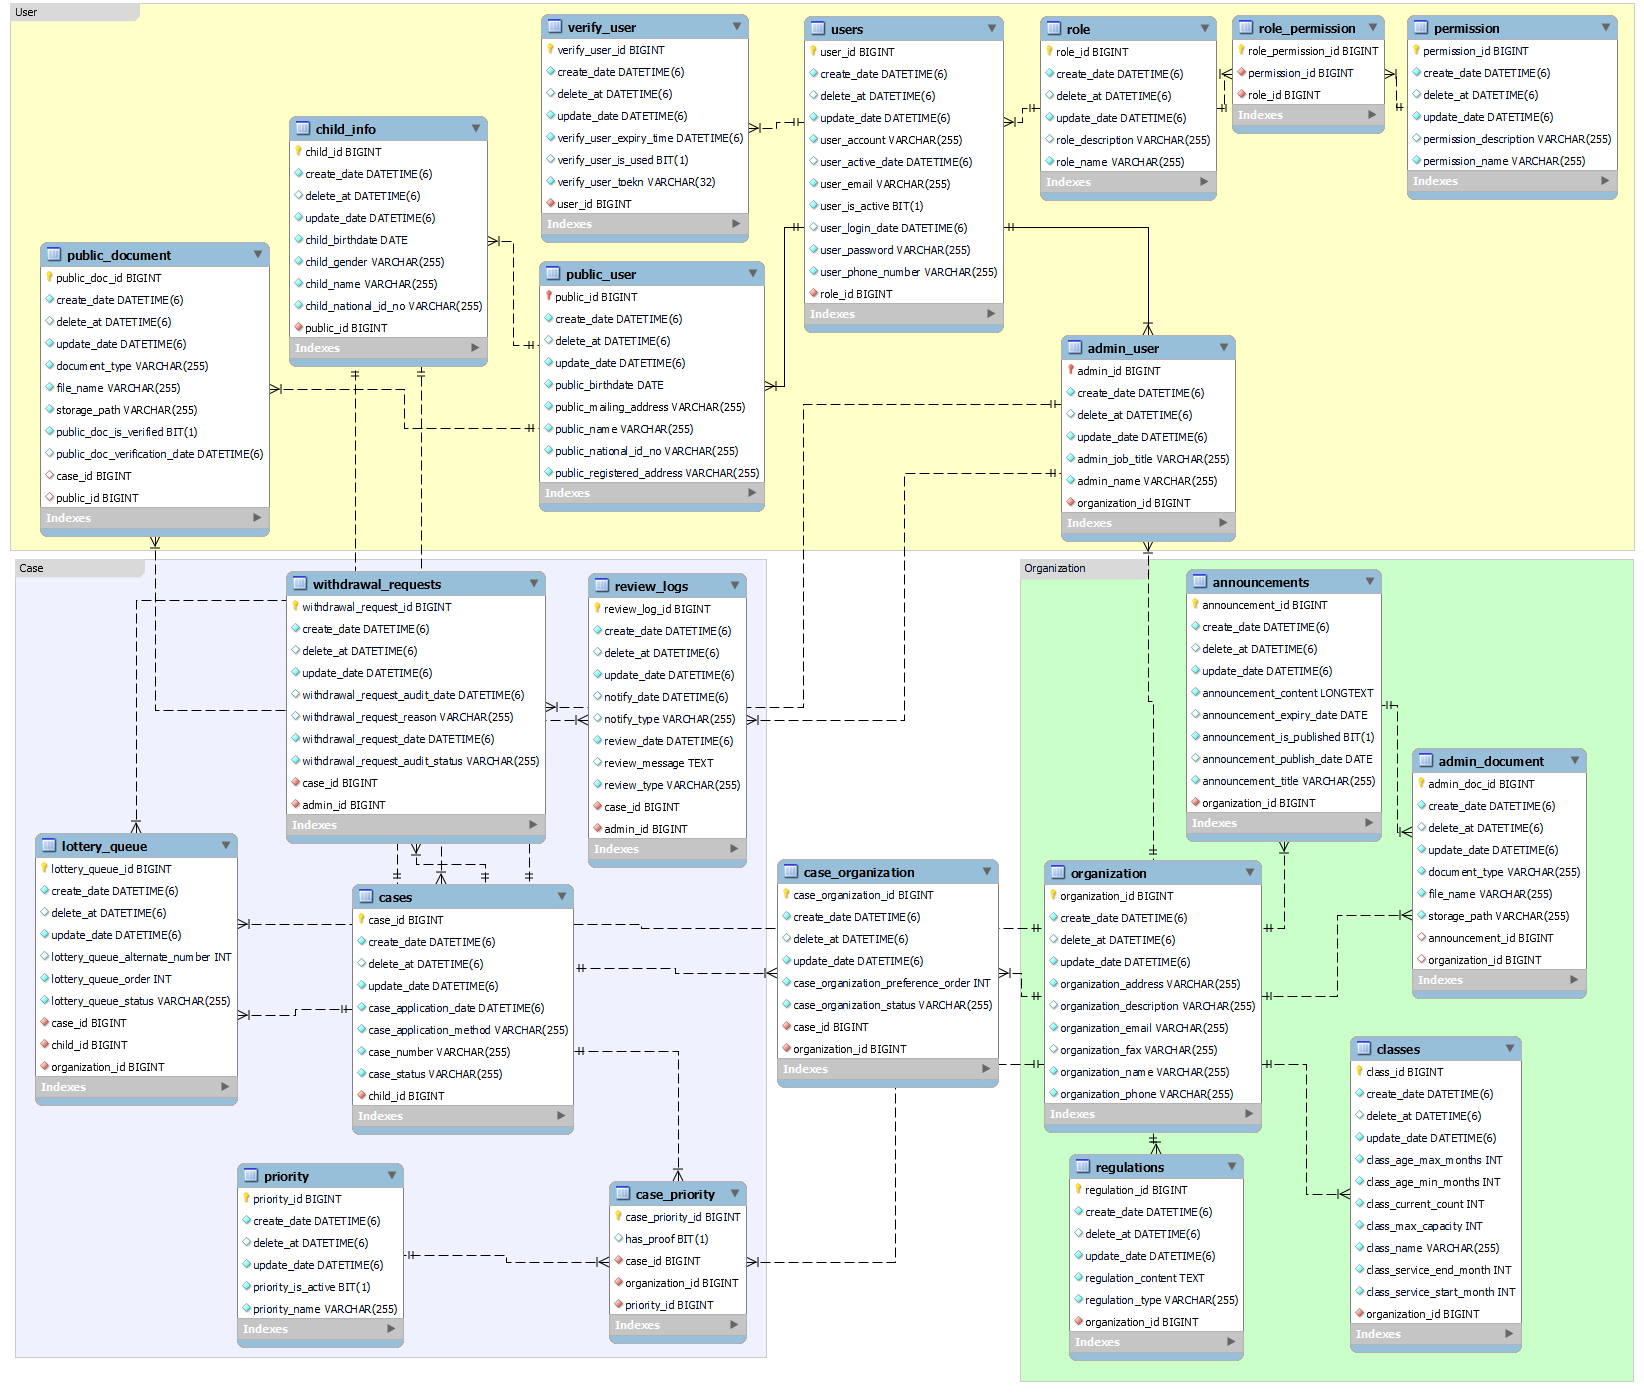 User
verify_user
verify_user_id BIGINT
create_date DATETIME(6)
delete_at DATETIME(6)
update_date DATETIME(6)
verify_user_expiry_time DATETIME(6)
verify_user_is_used BIT(1)
verify_user_toekn VARCHAR(32)
user_id BIGINT
Indexes
users
user_id BIGINT
create_date DATETIME(6)
delete_at DATETIME(6)
update_date DATETIME(6)
user_account VARCHAR(255)
user_active_date DATETIME(6)
user_email VARCHAR(255)
user_is_active BIT(1)
user_login_date DATETIME(6)
user_password VARCHAR(255)
user_phone_number VARCHAR(255)
role_id BIGINT
Indexes
role
role_id BIGINT
create_date DATETIME(6)
delete_at DATETIME(6)
update_date DATETIME(6)
role_description VARCHAR(255)
role_name VARCHAR(255)
Indexes
role_permission
role_permission_id BIGINT
permission_id BIGINT
role_id BIGINT
Indexes
permission
permission_id BIGINT
create_date DATETIME(6)
delete_at DATETIME(6)
update_date DATETIME(6)
permission_description VARCHAR(255)
permission_name VARCHAR(255)
Indexes
child_info
child_id BIGINT
create_date DATETIME(6)
delete_at DATETIME(6)
update_date DATETIME(6)
child_birthdate DATE
child_gender VARCHAR(255)
child_name VARCHAR(255)
child_national_id_no VARCHAR(255)
public_id BIGINT
Indexes
public_document
public_doc_id BIGINT
create_date DATETIME(6)
delete_at DATETIME(6)
update_date DATETIME(6)
document_type VARCHAR(255)
file_name VARCHAR(255)
storage_path VARCHAR(255)
public_doc_is_verified BIT(1)
public_doc_verification_date DATETIME(6)
case_id BIGINT
public_id BIGINT
Indexes
public_user
public_id BIGINT
create_date DATETIME(6)
delete_at DATETIME(6)
update_date DATETIME(6)
public_birthdate DATE
public_mailing_address VARCHAR(255)
public_name VARCHAR(255)
public_national_id_no VARCHAR(255)
public_registered_address VARCHAR(255)
Indexes
admin_user
admin_id BIGINT
create_date DATETIME(6)
delete_at DATETIME(6)
update_date DATETIME(6)
admin_job_title VARCHAR(255)
admin_name VARCHAR(255)
organization_id BIGINT
Indexes
Case
withdrawal_requests
withdrawal_request_id BIGINT
create_date DATETIME(6)
delete_at DATETIME(6)
update_date DATETIME(6)
withdrawal_request_audit_date DATETIME(6)
withdrawal_request_reason VARCHAR(255)
withdrawal_request_date DATETIME(6)
withdrawal_request_audit_status VARCHAR(255)
case_id BIGINT
admin_id BIGINT
Indexes
review_logs
review_log_id BIGINT
create_date DATETIME(6)
delete_at DATETIME(6)
update_date DATETIME(6)
notify_date DATETIME(6)
notify_type VARCHAR(255)
review_date DATETIME(6)
review_message TEXT
review_type VARCHAR(255)
case_id BIGINT
admin_id BIGINT
Indexes
lottery_queue
lottery_queue_id BIGINT
create_date DATETIME(6)
delete_at DATETIME(6)
update_date DATETIME(6)
lottery_queue_alternate_number INT
lottery_queue_order INT
lottery_queue_status VARCHAR(255)
case_id BIGINT
child_id BIGINT
organization_id BIGINT
Indexes
cases
case_id BIGINT
create_date DATETIME(6)
delete_at DATETIME(6)
update_date DATETIME(6)
case_application_date DATETIME(6)
case_application_method VARCHAR(255)
case_number VARCHAR(255)
case_status VARCHAR(255)
child_id BIGINT
Indexes
case_organization
case_organization_id BIGINT
create_date DATETIME(6)
delete_at DATETIME(6)
update_date DATETIME(6)
case_organization_preference_order INT
case_organization_status VARCHAR(255)
case_id BIGINT
organization_id BIGINT
Indexes
priority
priority_id BIGINT
create_date DATETIME(6)
delete_at DATETIME(6)
update_date DATETIME(6)
priority_is_active BIT(1)
priority_name VARCHAR(255)
Indexes
case_priority
case_priority_id BIGINT
has_proof BIT(1)
case_id BIGINT
organization_id BIGINT
priority_id BIGINT
Indexes
Organization
announcements
announcement_id BIGINT
create_date DATETIME(6)
delete_at DATETIME(6)
update_date DATETIME(6)
announcement_content LONGTEXT
announcement_expiry_date DATE
announcement_is_published BIT(1)
announcement_publish_date DATE
announcement_title VARCHAR(255)
organization_id BIGINT
Indexes
admin_document
admin_doc_id BIGINT
create_date DATETIME(6)
delete_at DATETIME(6)
update_date DATETIME(6)
document_type VARCHAR(255)
file_name VARCHAR(255)
storage_path VARCHAR(255)
announcement_id BIGINT
organization_id BIGINT
Indexes
organization
organization_id BIGINT
create_date DATETIME(6)
delete_at DATETIME(6)
update_date DATETIME(6)
organization_address VARCHAR(255)
organization_description VARCHAR(255)
organization_email VARCHAR(255)
organization_fax VARCHAR(255)
organization_name VARCHAR(255)
organization_phone VARCHAR(255)
Indexes
classes
class_id BIGINT
create_date DATETIME(6)
delete_at DATETIME(6)
update_date DATETIME(6)
class_age_max_months INT
class_age_min_months INT
class_current_count INT
class_max_capacity INT
class_name VARCHAR(255)
class_service_end_month INT
class_service_start_month INT
organization_id BIGINT
Indexes
regulations
regulation_id BIGINT
create_date DATETIME(6)
delete_at DATETIME(6)
update_date DATETIME(6)
regulation_content TEXT
regulation_type VARCHAR(255)
organization_id BIGINT
Indexes